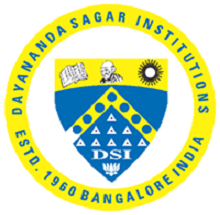 DAYANANDA SAGAR INSTITUTIONS
ESTD. 1960 BANGALORE INDIA
DSI